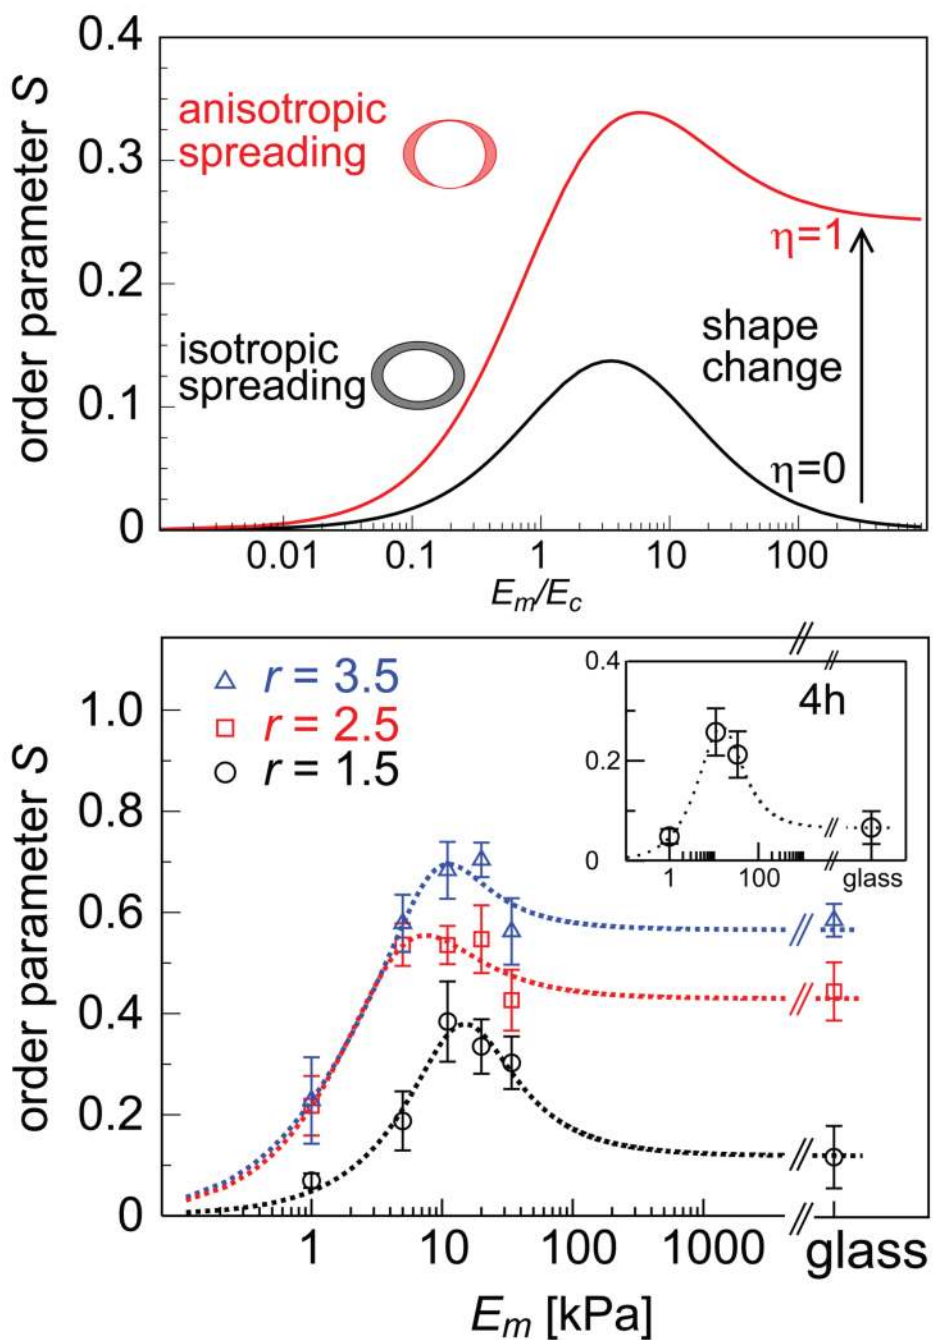 0.4
anisotropic
spreading
0.3
η=1
0.2
shape
change
isotropic
spreading
0.1
η=0
0
0.01 0.1 1 10 100
order parameter S
E_m/E_c
r = 3.5
r = 2.5
r = 1.5
1.0
0.8
0.6
0.4
0.2
0
order parameter S
0.4
4h
0.2
0
1 100 glass
1 10 100 1000 glass
E_m [kPa]